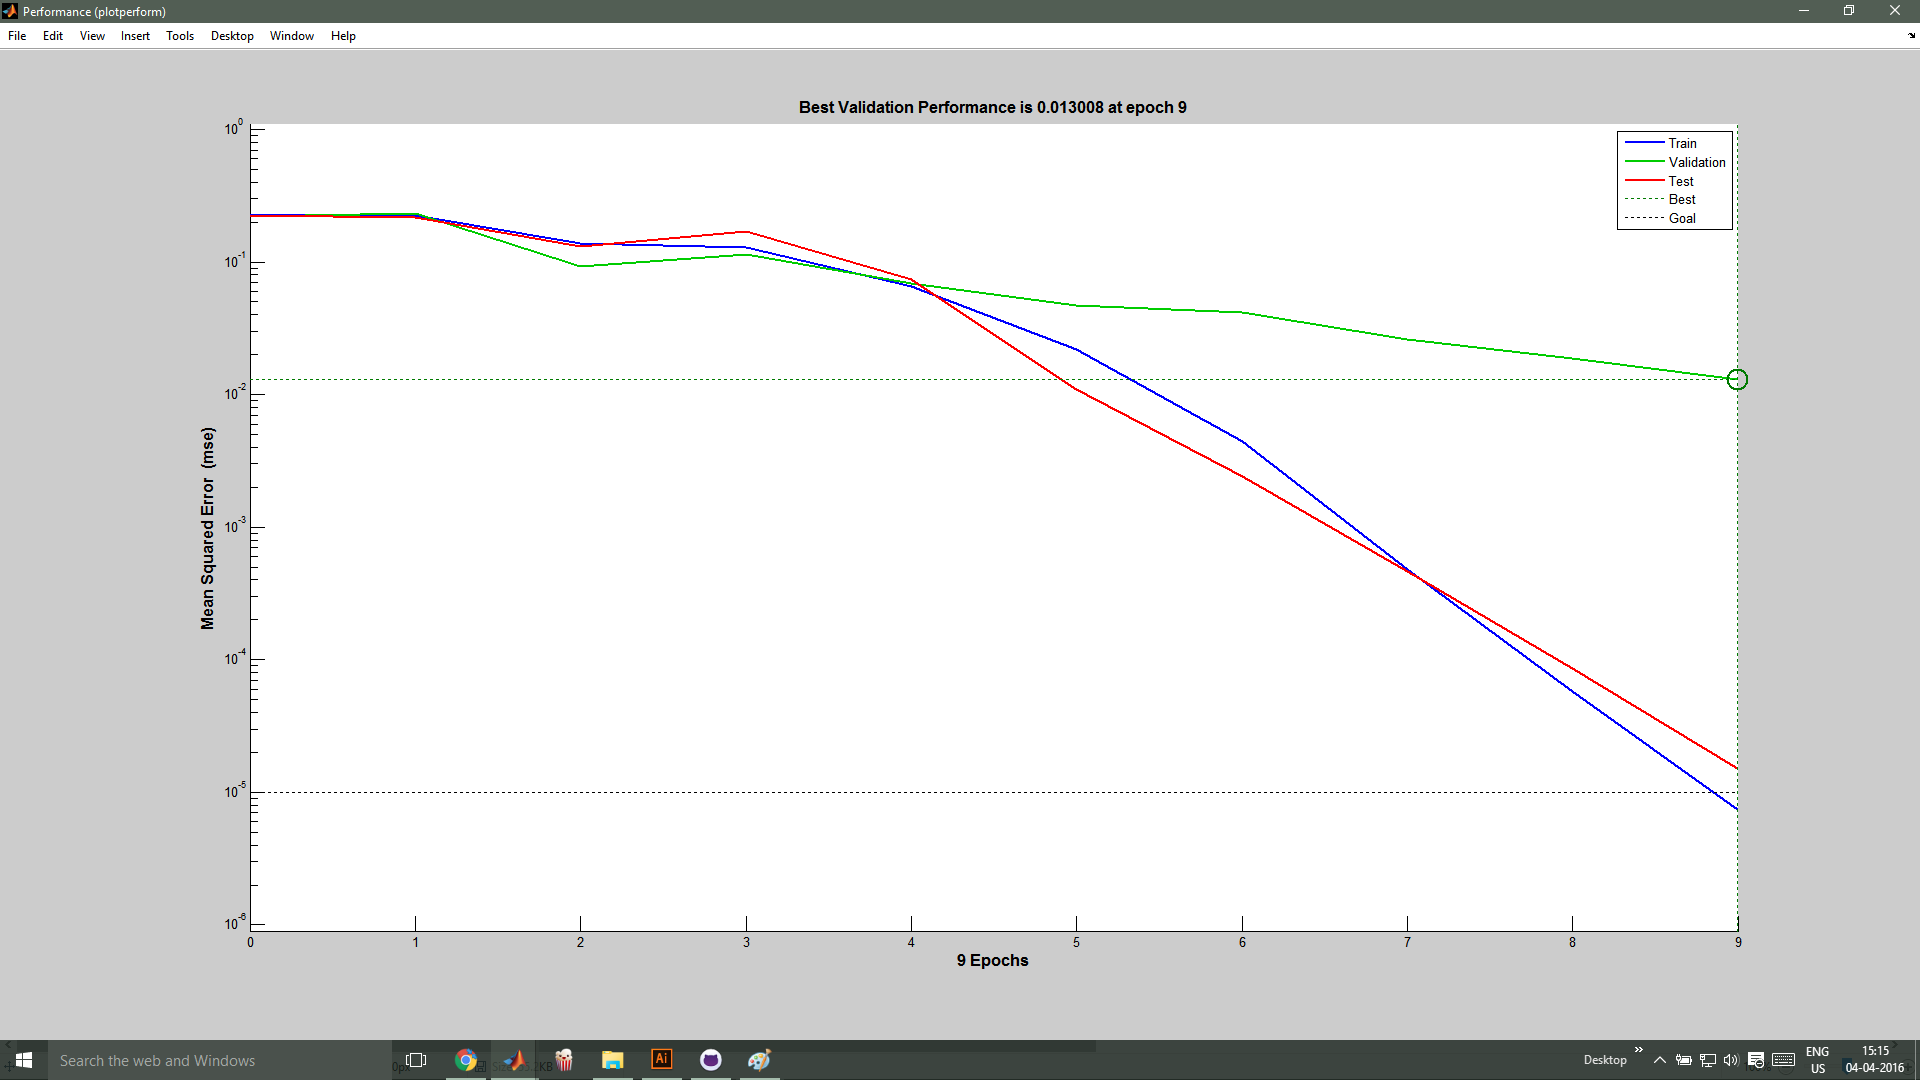 Performance (plotperform)
File Edit View Insert Tools Desktop Window Help
Best Validation Performance is 0.013008 at epoch 9
10^0
10^-1
10^-2
10^-3
10^-4
10^-5
10^-6
Mean Squared Error (mse)
Train
Validation
Test
Best
Goal
0 1 2 3 4 5 6 7 8 9
9 Epochs
Search the web and Windows
Ai
Desktop
ENG
US
15:15
04-04-2016